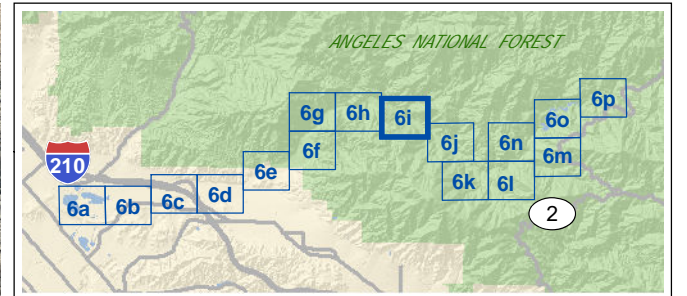 ANGELES NATIONAL FOREST
6p
6g 6h 6i 6o
6f 6j 6n 6m
210 6e
6a 6b 6c 6d 6k 6l
2